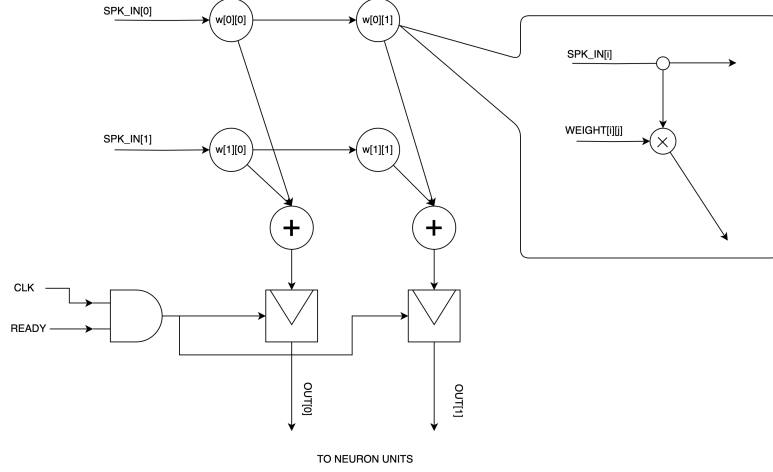 SPK_IN[0]
w[0][0]
w[0][1]
SPK_IN[i]
WEIGHT[i][j]
×
SPK_IN[1]
w[1][0]
w[1][1]
+
+
CLK
READY
OUT[0]
OUT[1]
TO NEURON UNITS